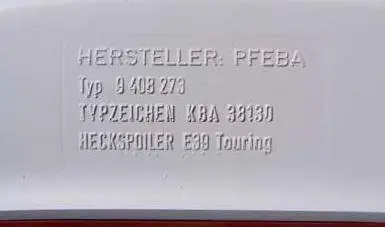 HERSTELLER: PFEBA
Typ 9 408 273
TYPZEICHEN KBA 38130
HECKSPOILER E39 Touring